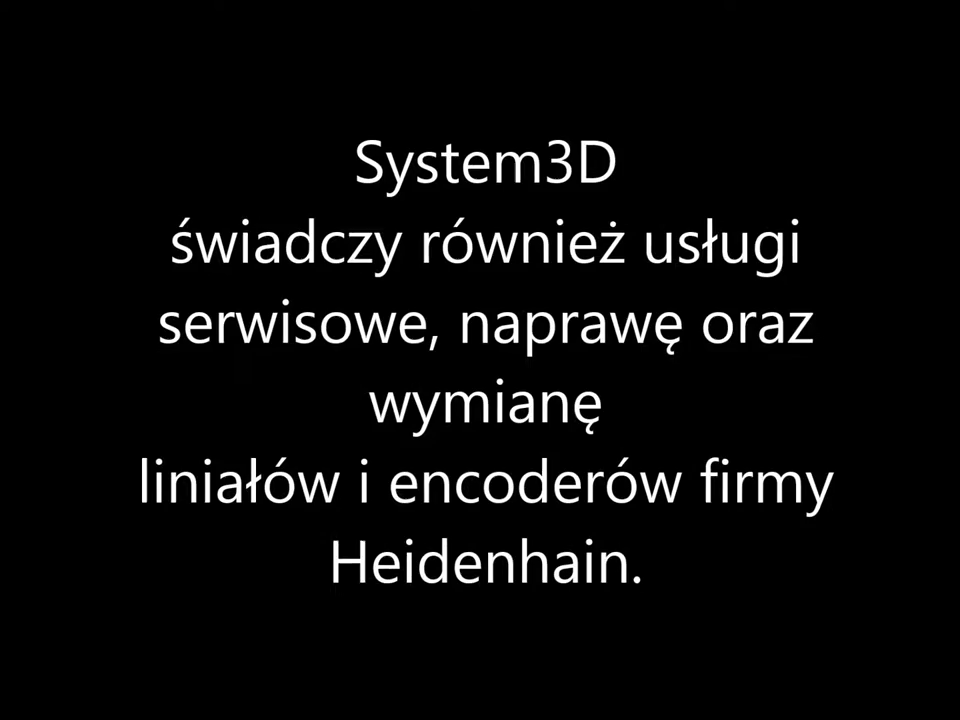 System3D
świadczy również usługi
serwisowe, naprawę oraz
wymianę
liniałów i encoderów firmy
Heidenhain.